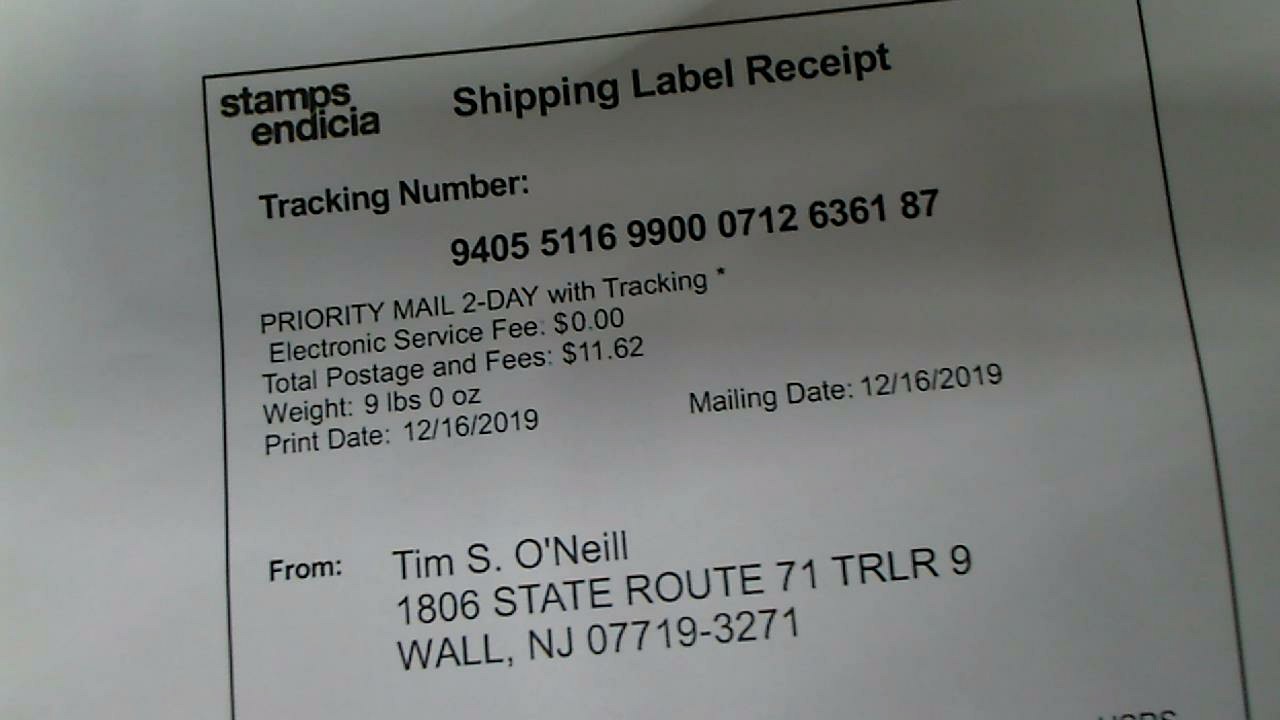 stamps
endicia
Shipping Label Receipt
Tracking Number:
9405 5116 9900 0712 6361 87
PRIORITY MAIL 2-DAY with Tracking *
Electronic Service Fee: $0.00
Total Postage and Fees: $11.62
Weight: 9 lbs 0 oz
Print Date: 12/16/2019
Mailing Date: 12/16/2019
From:
Tim S. O'Neill
1806 STATE ROUTE 71 TRLR 9
WALL, NJ 07719-3271